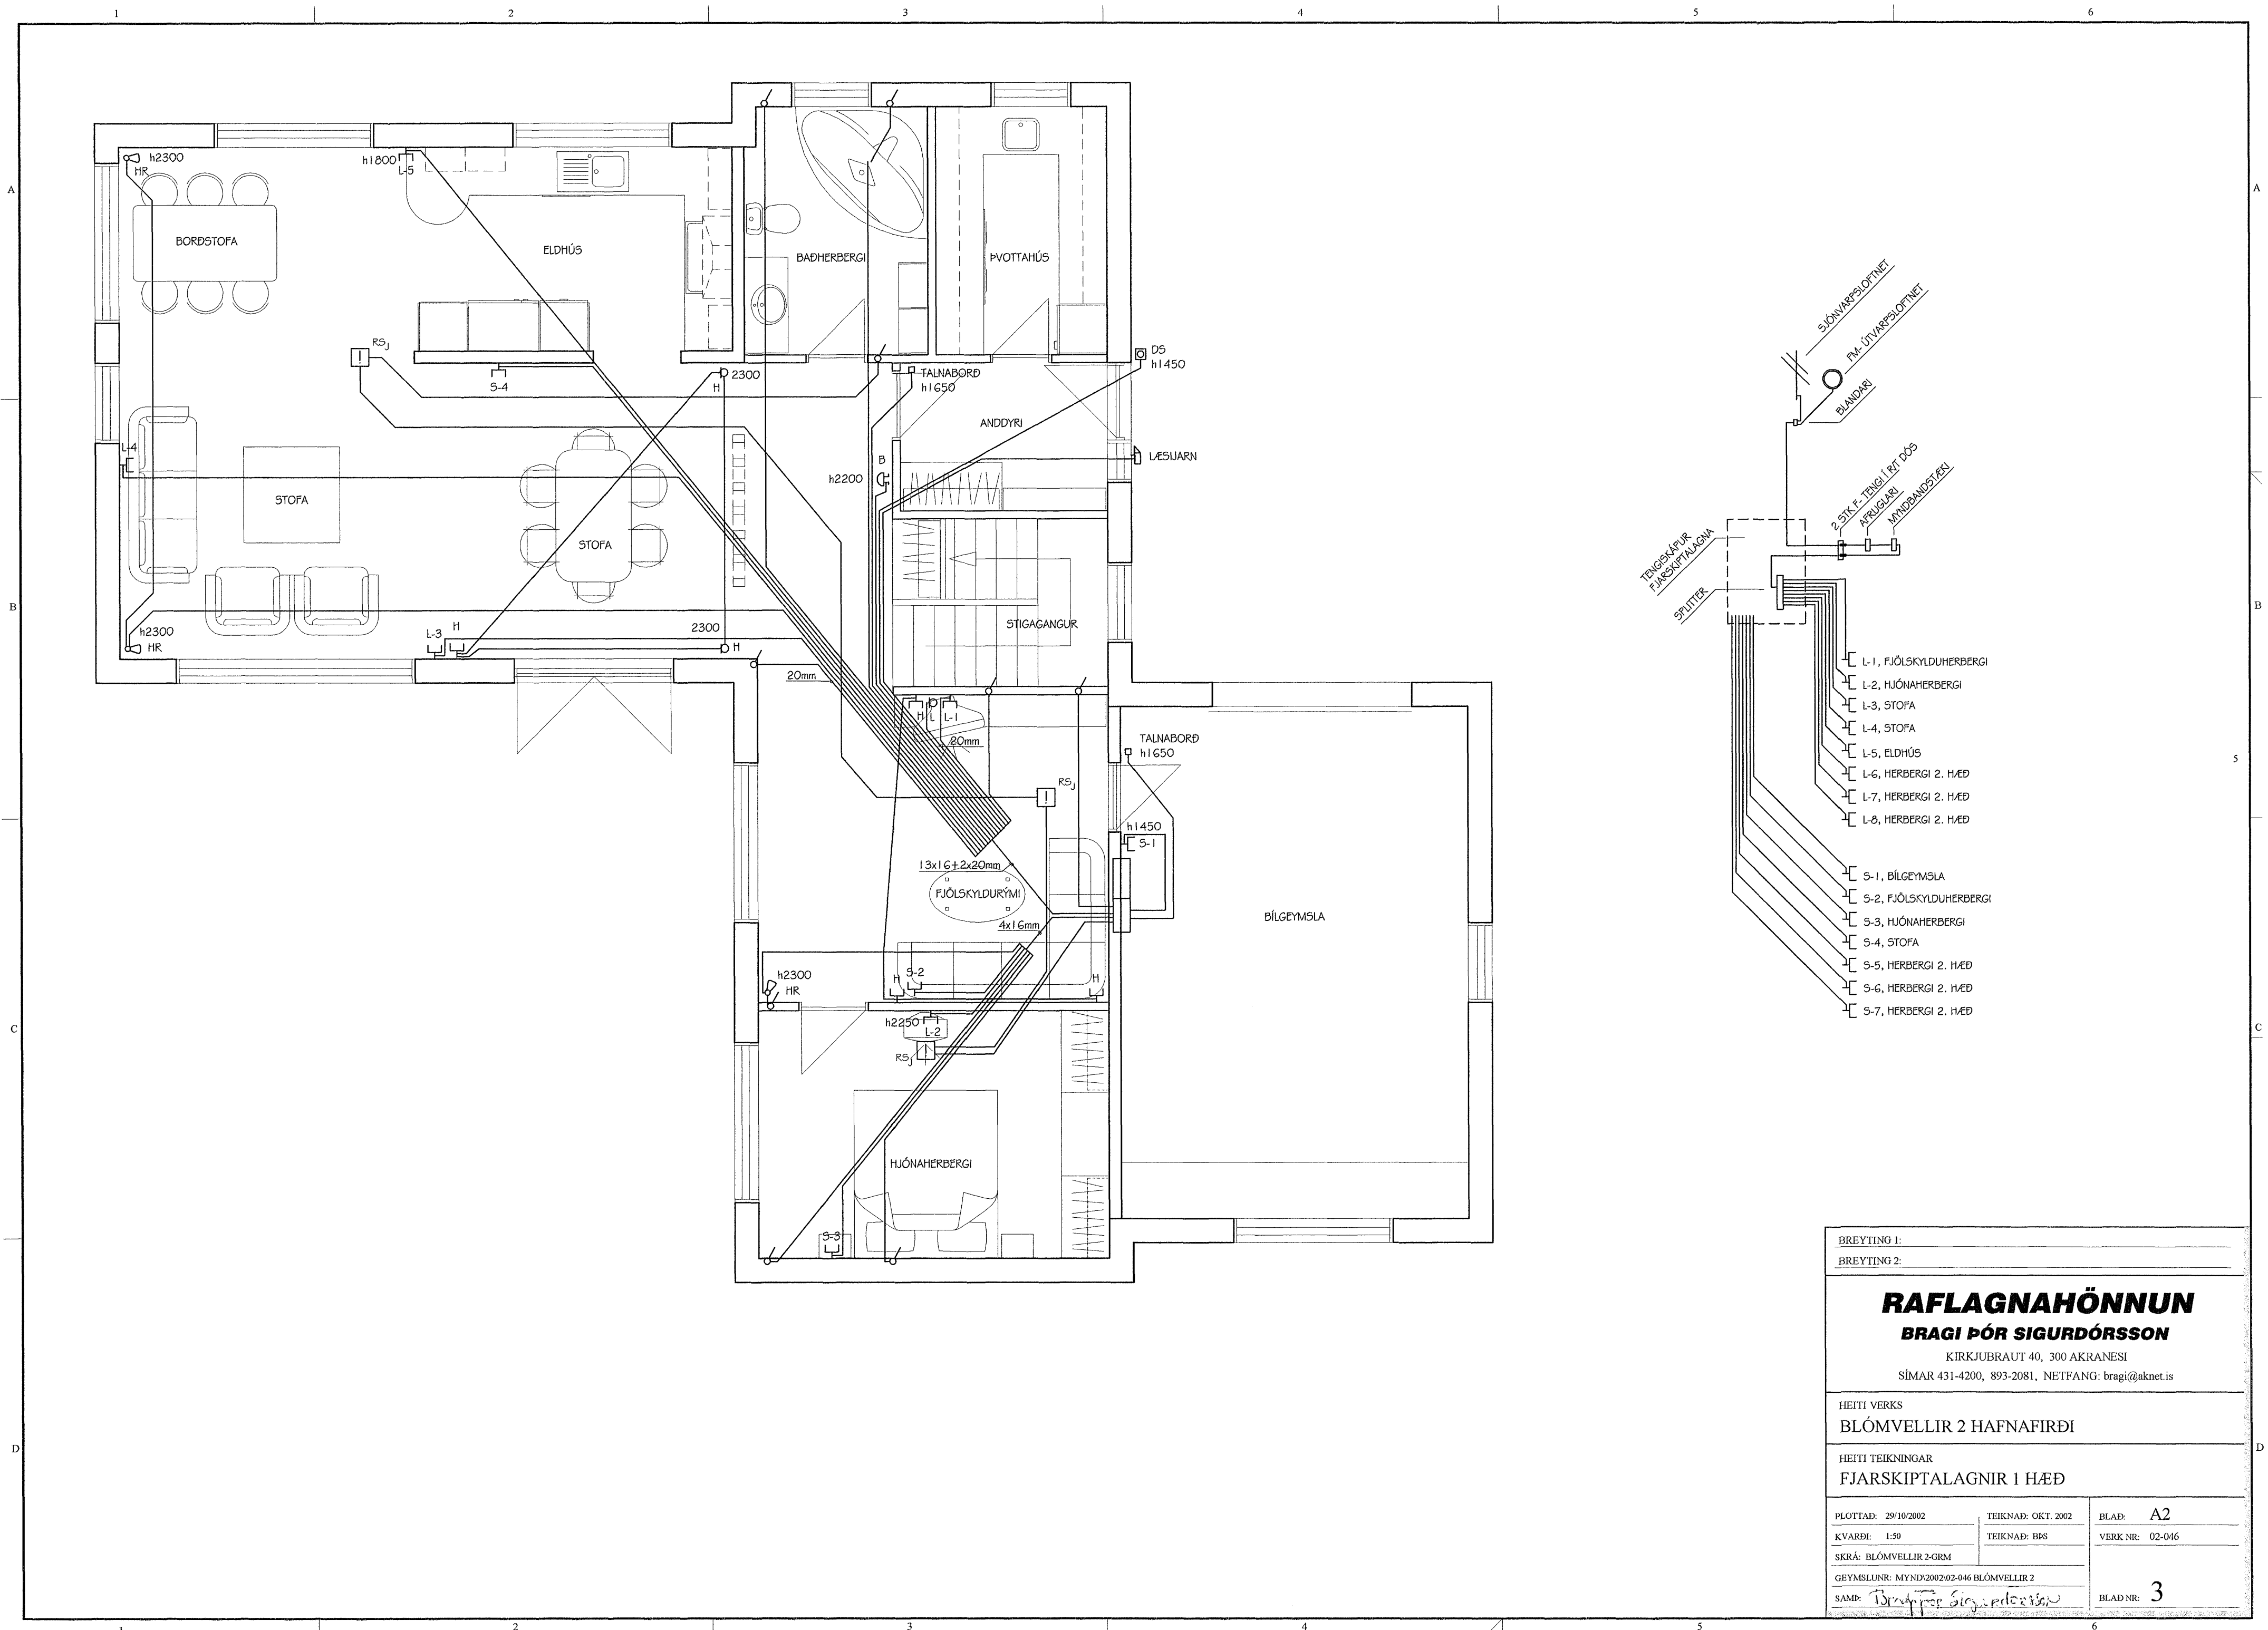 1 2 3 4 5 6
A A
h2300
HR
h1800
L-5
BORÐSTOFA
ELDHÚS
BAÐHERBERGI
ÞVOTTAHÚS
RSJ
S-4
2300
H
TALNABORÐ
h1650
DS
h1450
ANDDYRI
L-4
B
h2200
LÆSIJARN
STOFA
STOFA
STIGAGANGUR
B B
h2300
HR
L-3
H
2300
H
20mm
H
L
L-1
20mm
TALNABORÐ
h1650
RSJ
h1450
S-1
13x16+2x20mm
FJÖLSKYLDURÝMI
4x16mm
BÍLGEYMSLA
h2300
HR
H
S-2
H
h2250
L-2
RSJ
HJÓNAHERBERGI
S-3
SJÓNVARPSLOFTNET
FM- ÚTVARPSLOFTNET
BLANDARI
2 STK F- TENGI Í R/T DÓS
AFRUGLARI
MYNDBANDSTÆKI
TENGISKÁPUR
FJARSKIPTALAGNA
SPLITTER
L-1, FJÖLSKYLDUHERBERGI
L-2, HJÓNAHERBERGI
L-3, STOFA
L-4, STOFA
L-5, ELDHÚS
L-6, HERBERGI 2. HÆÐ
L-7, HERBERGI 2. HÆÐ
L-8, HERBERGI 2. HÆÐ
5
S-1, BÍLGEYMSLA
S-2, FJÖLSKYLDUHERBERGI
S-3, HJÓNAHERBERGI
S-4, STOFA
S-5, HERBERGI 2. HÆÐ
S-6, HERBERGI 2. HÆÐ
S-7, HERBERGI 2. HÆÐ
C C
BREYTING 1:
BREYTING 2:
RAFLAGNAHÖNNUN
BRAGI ÞÓR SIGURDÓRSSON
KIRKJUBRAUT 40, 300 AKRANESI
SÍMAR 431-4200, 893-2081, NETFANG: bragi@aknet.is
HEITI VERKS
BLÓMVELLIR 2 HAFNAFIRÐI
D D
HEITI TEIKNINGAR
FJARSKIPTALAGNIR 1 HÆÐ
PLOTTAÐ: 29/10/2002 TEIKNAÐ: OKT. 2002 BLAÐ: A2
KVARÐI: 1:50 TEIKNAÐ: BÞS VERK NR: 02-046
SKRÁ: BLÓMVELLIR 2-GRM
GEYMSLUNR: MYND\2002\02-046 BLÓMVELLIR 2
SAMÞ: Bragi Þór Sigurdórsson BLAÐ NR: 3
2 3 4 5 6